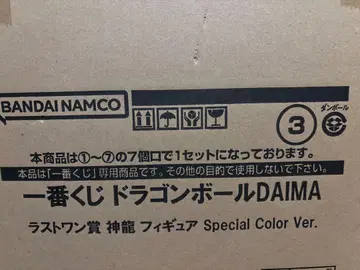 BANDAI NAMCO
③
ダンボール
本商品は①～⑦の7個口で1セットになっております。
本品は「一番くじ」専用商品です。その他の目的で使用しないで下さい。
一番くじ ドラゴンボールDAIMA
ラストワン賞 神龍 フィギュア Special Color Ver.